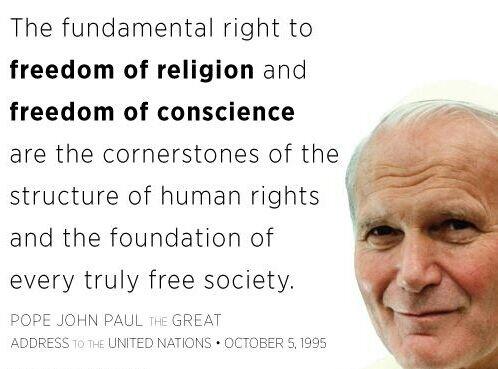 The fundamental right to
freedom of religion and
freedom of conscience
are the cornerstones of the
structure of human rights
and the foundation of
every truly free society.
POPE JOHN PAUL THE GREAT
ADDRESS TO THE UNITED NATIONS • OCTOBER 5, 1995